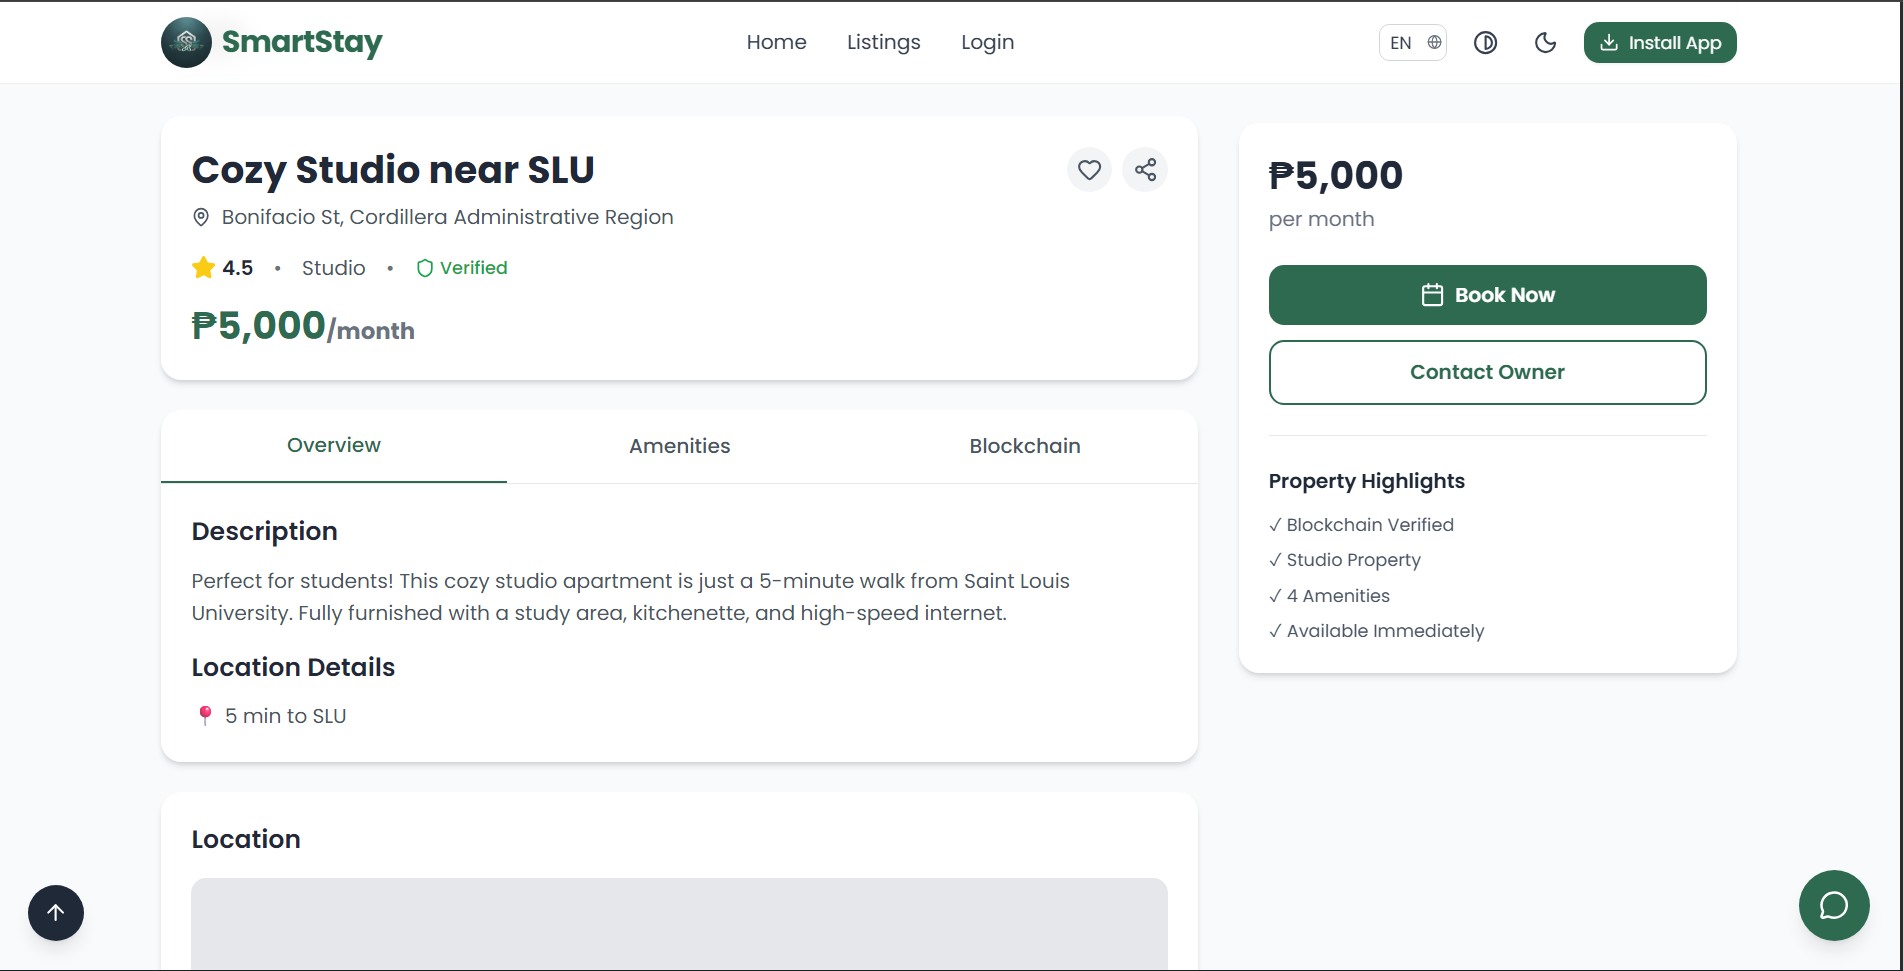 SmartStay
Home
Listings
Login
EN
Install App
Cozy Studio near SLU
Bonifacio St, Cordillera Administrative Region
4.5 • Studio • Verified
₱5,000/month
Overview
Amenities
Blockchain
Description
Perfect for students! This cozy studio apartment is just a 5-minute walk from Saint Louis
University. Fully furnished with a study area, kitchenette, and high-speed internet.
Location Details
📍 5 min to SLU
Location
₱5,000
per month
Book Now
Contact Owner
Property Highlights
✓ Blockchain Verified
✓ Studio Property
✓ 4 Amenities
✓ Available Immediately